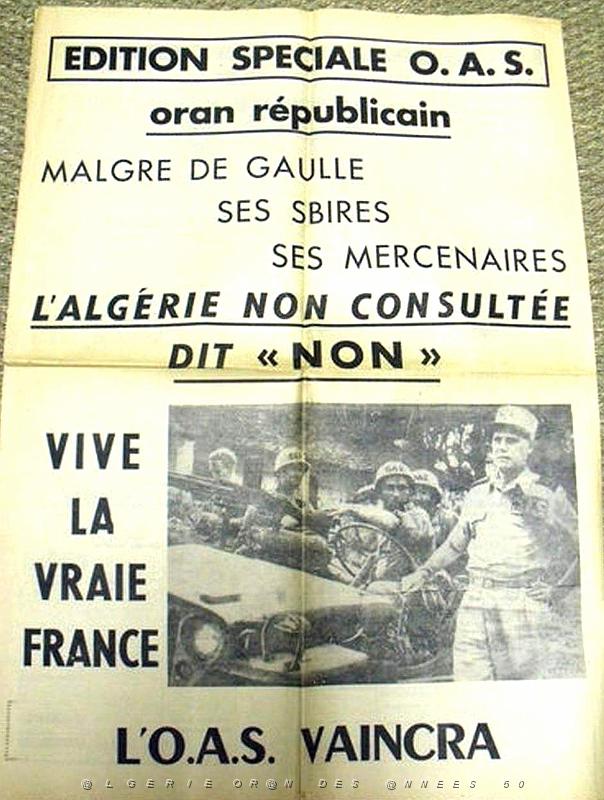 EDITION SPECIALE O.A.S.
oran républicain
MALGRE DE GAULLE
SES SBIRES
SES MERCENAIRES
L'ALGÉRIE NON CONSULTÉE
DIT « NON »
VIVE
LA
VRAIE
FRANCE
L'O.A.S. VAINCRA
@LGERIE OR@N DES @NNEES 50